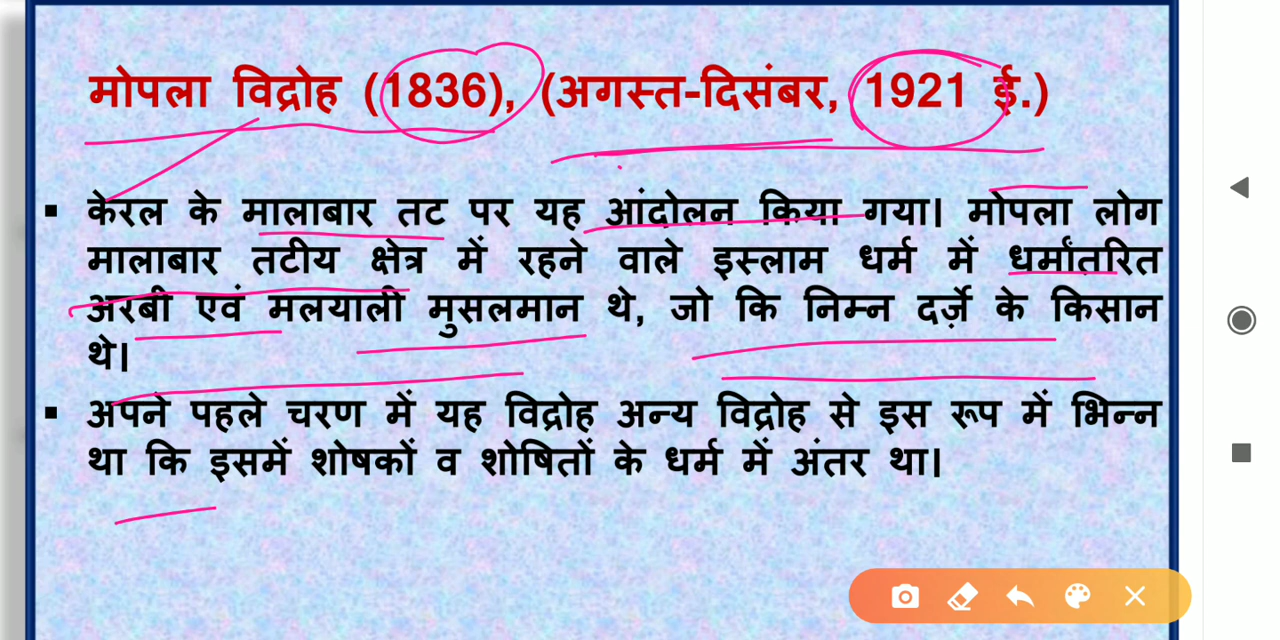 मोपला विद्रोह (1836), (अगस्त-दिसंबर, 1921 ई.)
▪ केरल के मालाबार तट पर यह आंदोलन किया गया। मोपला लोग
मालाबार तटीय क्षेत्र में रहने वाले इस्लाम धर्म में धर्मांतरित
अरबी एवं मलयाली मुसलमान थे, जो कि निम्न दर्ज़े के किसान
थे।
▪ अपने पहले चरण में यह विद्रोह अन्य विद्रोह से इस रूप में भिन्न
था कि इसमें शोषकों व शोषितों के धर्म में अंतर था।